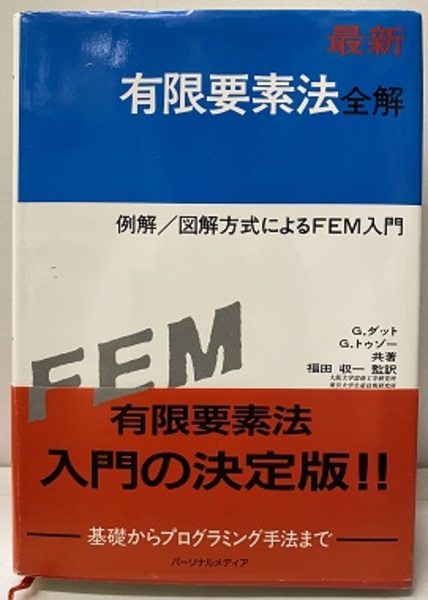 最新
有限要素法全解
例解/図解方式によるFEM入門
G.ダット
G.トゥゾー
共著
福田 収一 監訳
FEM
有限要素法
入門の決定版!!
基礎からプログラミング手法まで
パーソナルメディア